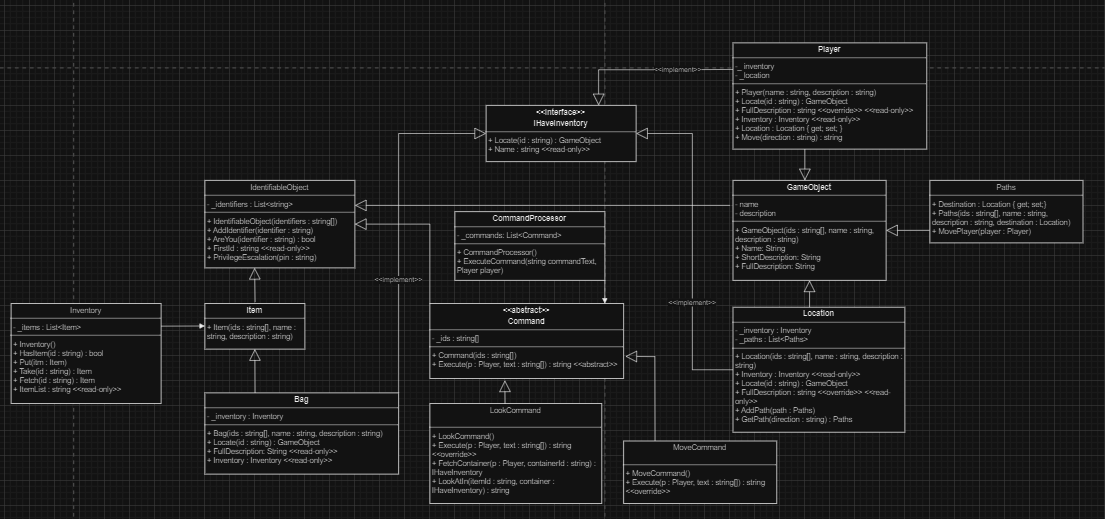 Player
- _inventory
- _location
+ Player(name : string, description : string)
+ Locate(id : string) : GameObject
+ FullDescription : string <<override>> <<read-only>>
+ Inventory : Inventory <<read-only>>
+ Location : Location { get; set; }
+ Move(direction : string) : string
<<implement>>
<<Interface>>
IHaveInventory
+ Locate(id : string) : GameObject
+ Name : string <<read-only>>
IdentifiableObject
- _identifiers : List<string>
+ IdentifiableObject(identifiers : string[])
+ AddIdentifier(identifier : string)
+ AreYou(identifier : string) : bool
+ FirstId : string <<read-only>>
+ PrivilegeEscalation(pin : string)
GameObject
- name
- description
+ GameObject(ids : string[], name : string,
description : string)
+ Name: String
+ ShortDescription: String
+ FullDescription: String
Paths
+ Destination : Location { get; set;}
+ Paths(ids : string[], name : string,
description : string, destination : Location)
+ MovePlayer(player : Player)
CommandProcessor
- _commands: List<Command>
+ CommandProcessor()
+ ExecuteCommand(string commandText,
Player player)
<<implement>>
<<implement>>
Inventory
- _items : List<Item>
+ Inventory()
+ HasItem(id : string) : bool
+ Put(itm : Item)
+ Take(id : string) : Item
+ Fetch(id : string) : Item
+ ItemList : string <<read-only>>
Item
+ Item(ids : string[], name :
string, description : string)
<<abstract>>
Command
- _ids : string[]
+ Command(ids : string[])
+ Execute(p : Player, text : string[]) : string <<abstract>>
Location
- _inventory : Inventory
- _paths : List<Paths>
+ Location(ids : string[], name : string, description :
string)
+ Inventory : Inventory <<read-only>>
+ Locate(id : string) : GameObject
+ FullDescription : string <<override>> <<read-
only>>
+ AddPath(path : Paths)
+ GetPath(direction : string) : Paths
Bag
- _inventory : Inventory
+ Bag(ids : string[], name : string, description : string)
+ Locate(id : string) : GameObject
+ FullDescription: String <<read-only>>
+ Inventory : Inventory <<read-only>>
LookCommand
+ LookCommand()
+ Execute(p : Player, text : string[]) : string
<<override>>
+ FetchContainer(p : Player, containerId : string) :
IHaveInventory
+ LookAtIn(itemId : string, container :
IHaveInventory) : string
MoveCommand
+ MoveCommand()
+ Execute(p : Player, text : string[]) : string
<<override>>